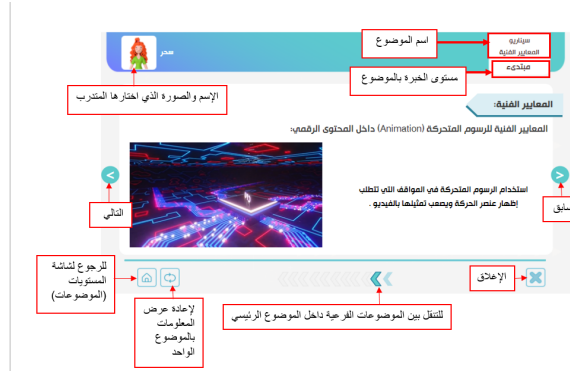 سيناريو
المعايير الفنية
مبتدىء
اسم الموضوع
سحر
مستوى الخبرة بالموضوع
الإسم والصورة الذي اختارها المتدرب
المعايير الفنية:
المعايير الفنية للرسوم المتحركة (Animation) داخل المحتوى الرقمي:
استخدام الرسوم المتحركة في المواقف التي تتطلب
إظهار عنصر الحركة ويصعب تمثيلها بالفيديو .
سابق
التالي
الإغلاق
للرجوع لشاشة
المستويات
(الموضوعات)
للتنقل بين الموضوعات الفرعية داخل الموضوع الرئيسي
لإعادة عرض
المعلومات
بالموضوع
الواحد